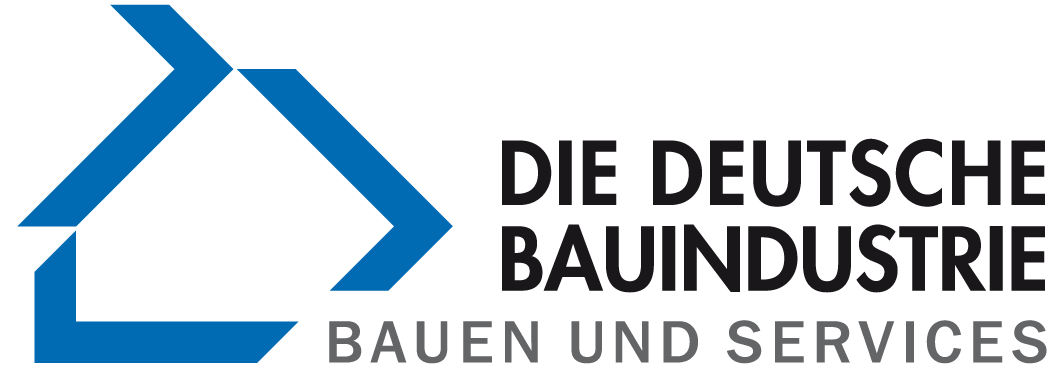 DIE DEUTSCHE
BAUINDUSTRIE
BAUEN UND SERVICES